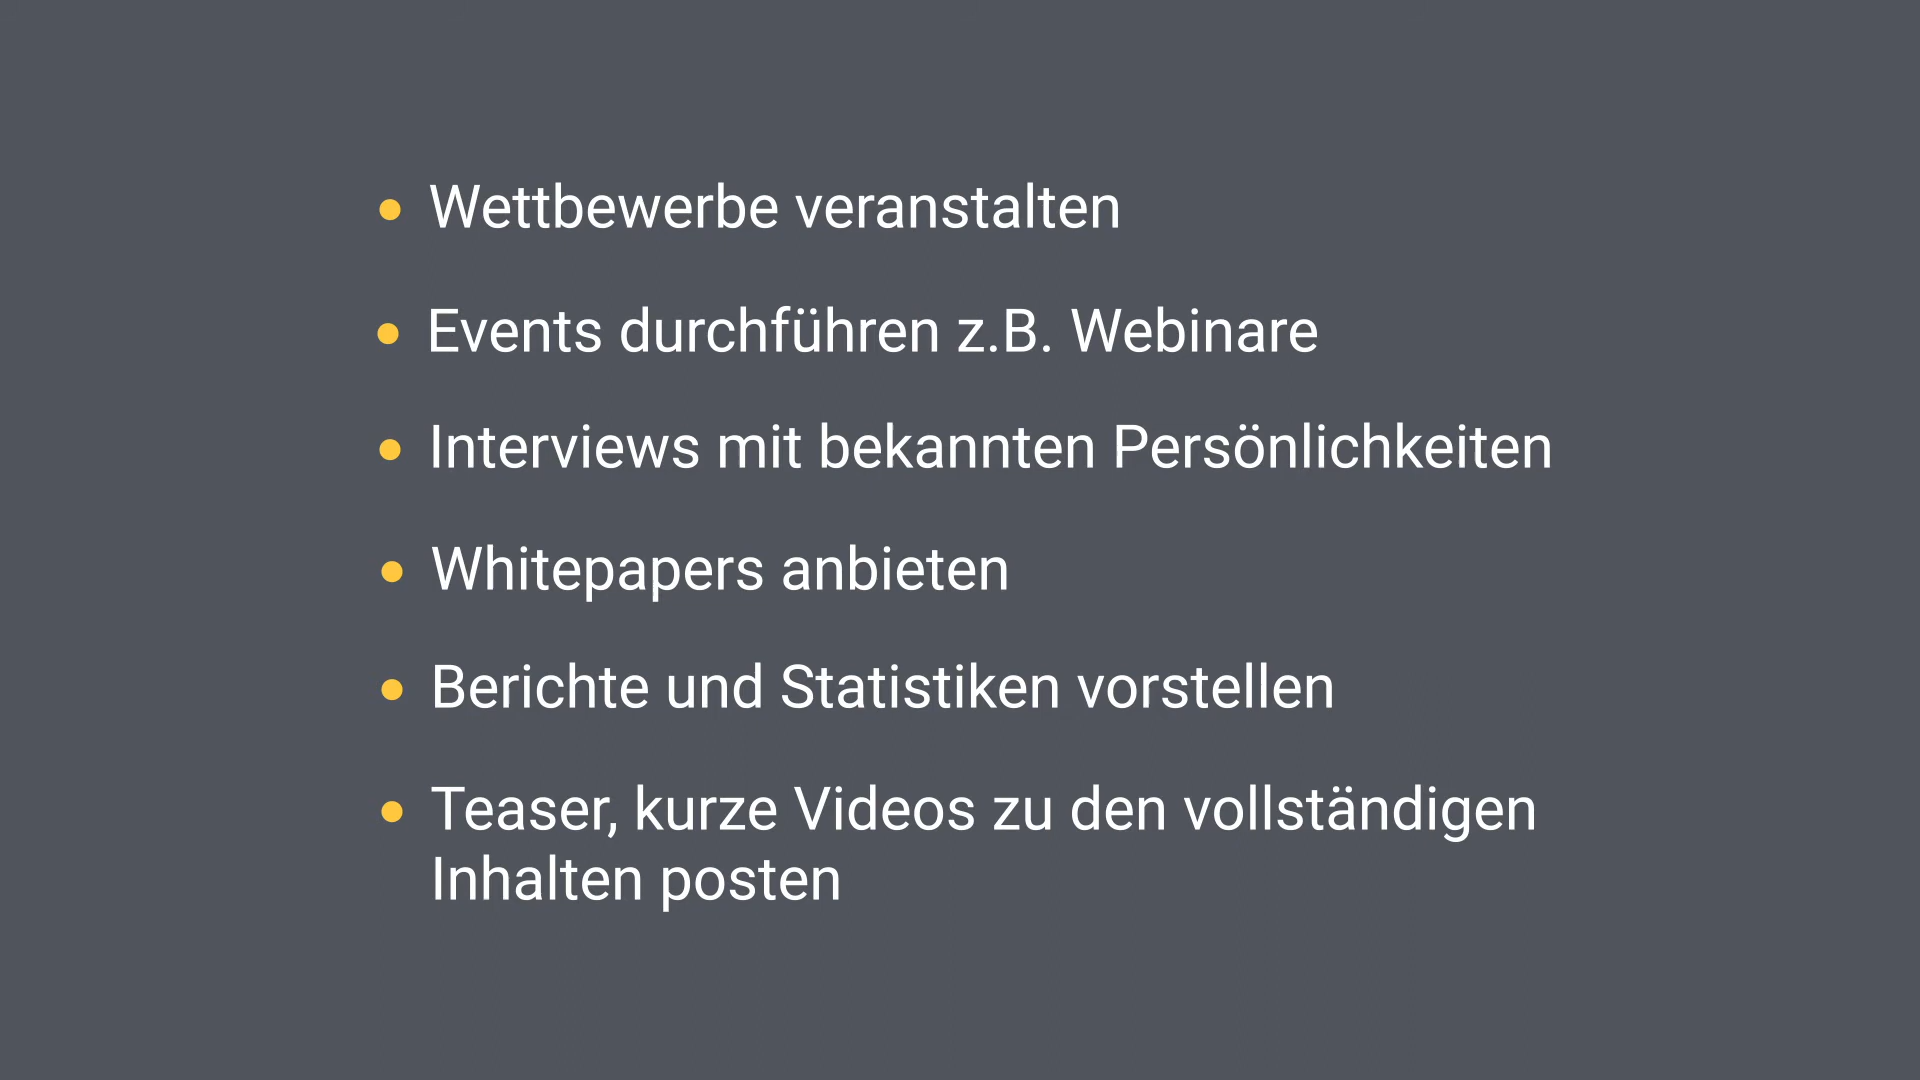 • Wettbewerbe veranstalten
• Events durchführen z.B. Webinare
• Interviews mit bekannten Persönlichkeiten
• Whitepapers anbieten
• Berichte und Statistiken vorstellen
• Teaser, kurze Videos zu den vollständigen
Inhalten posten